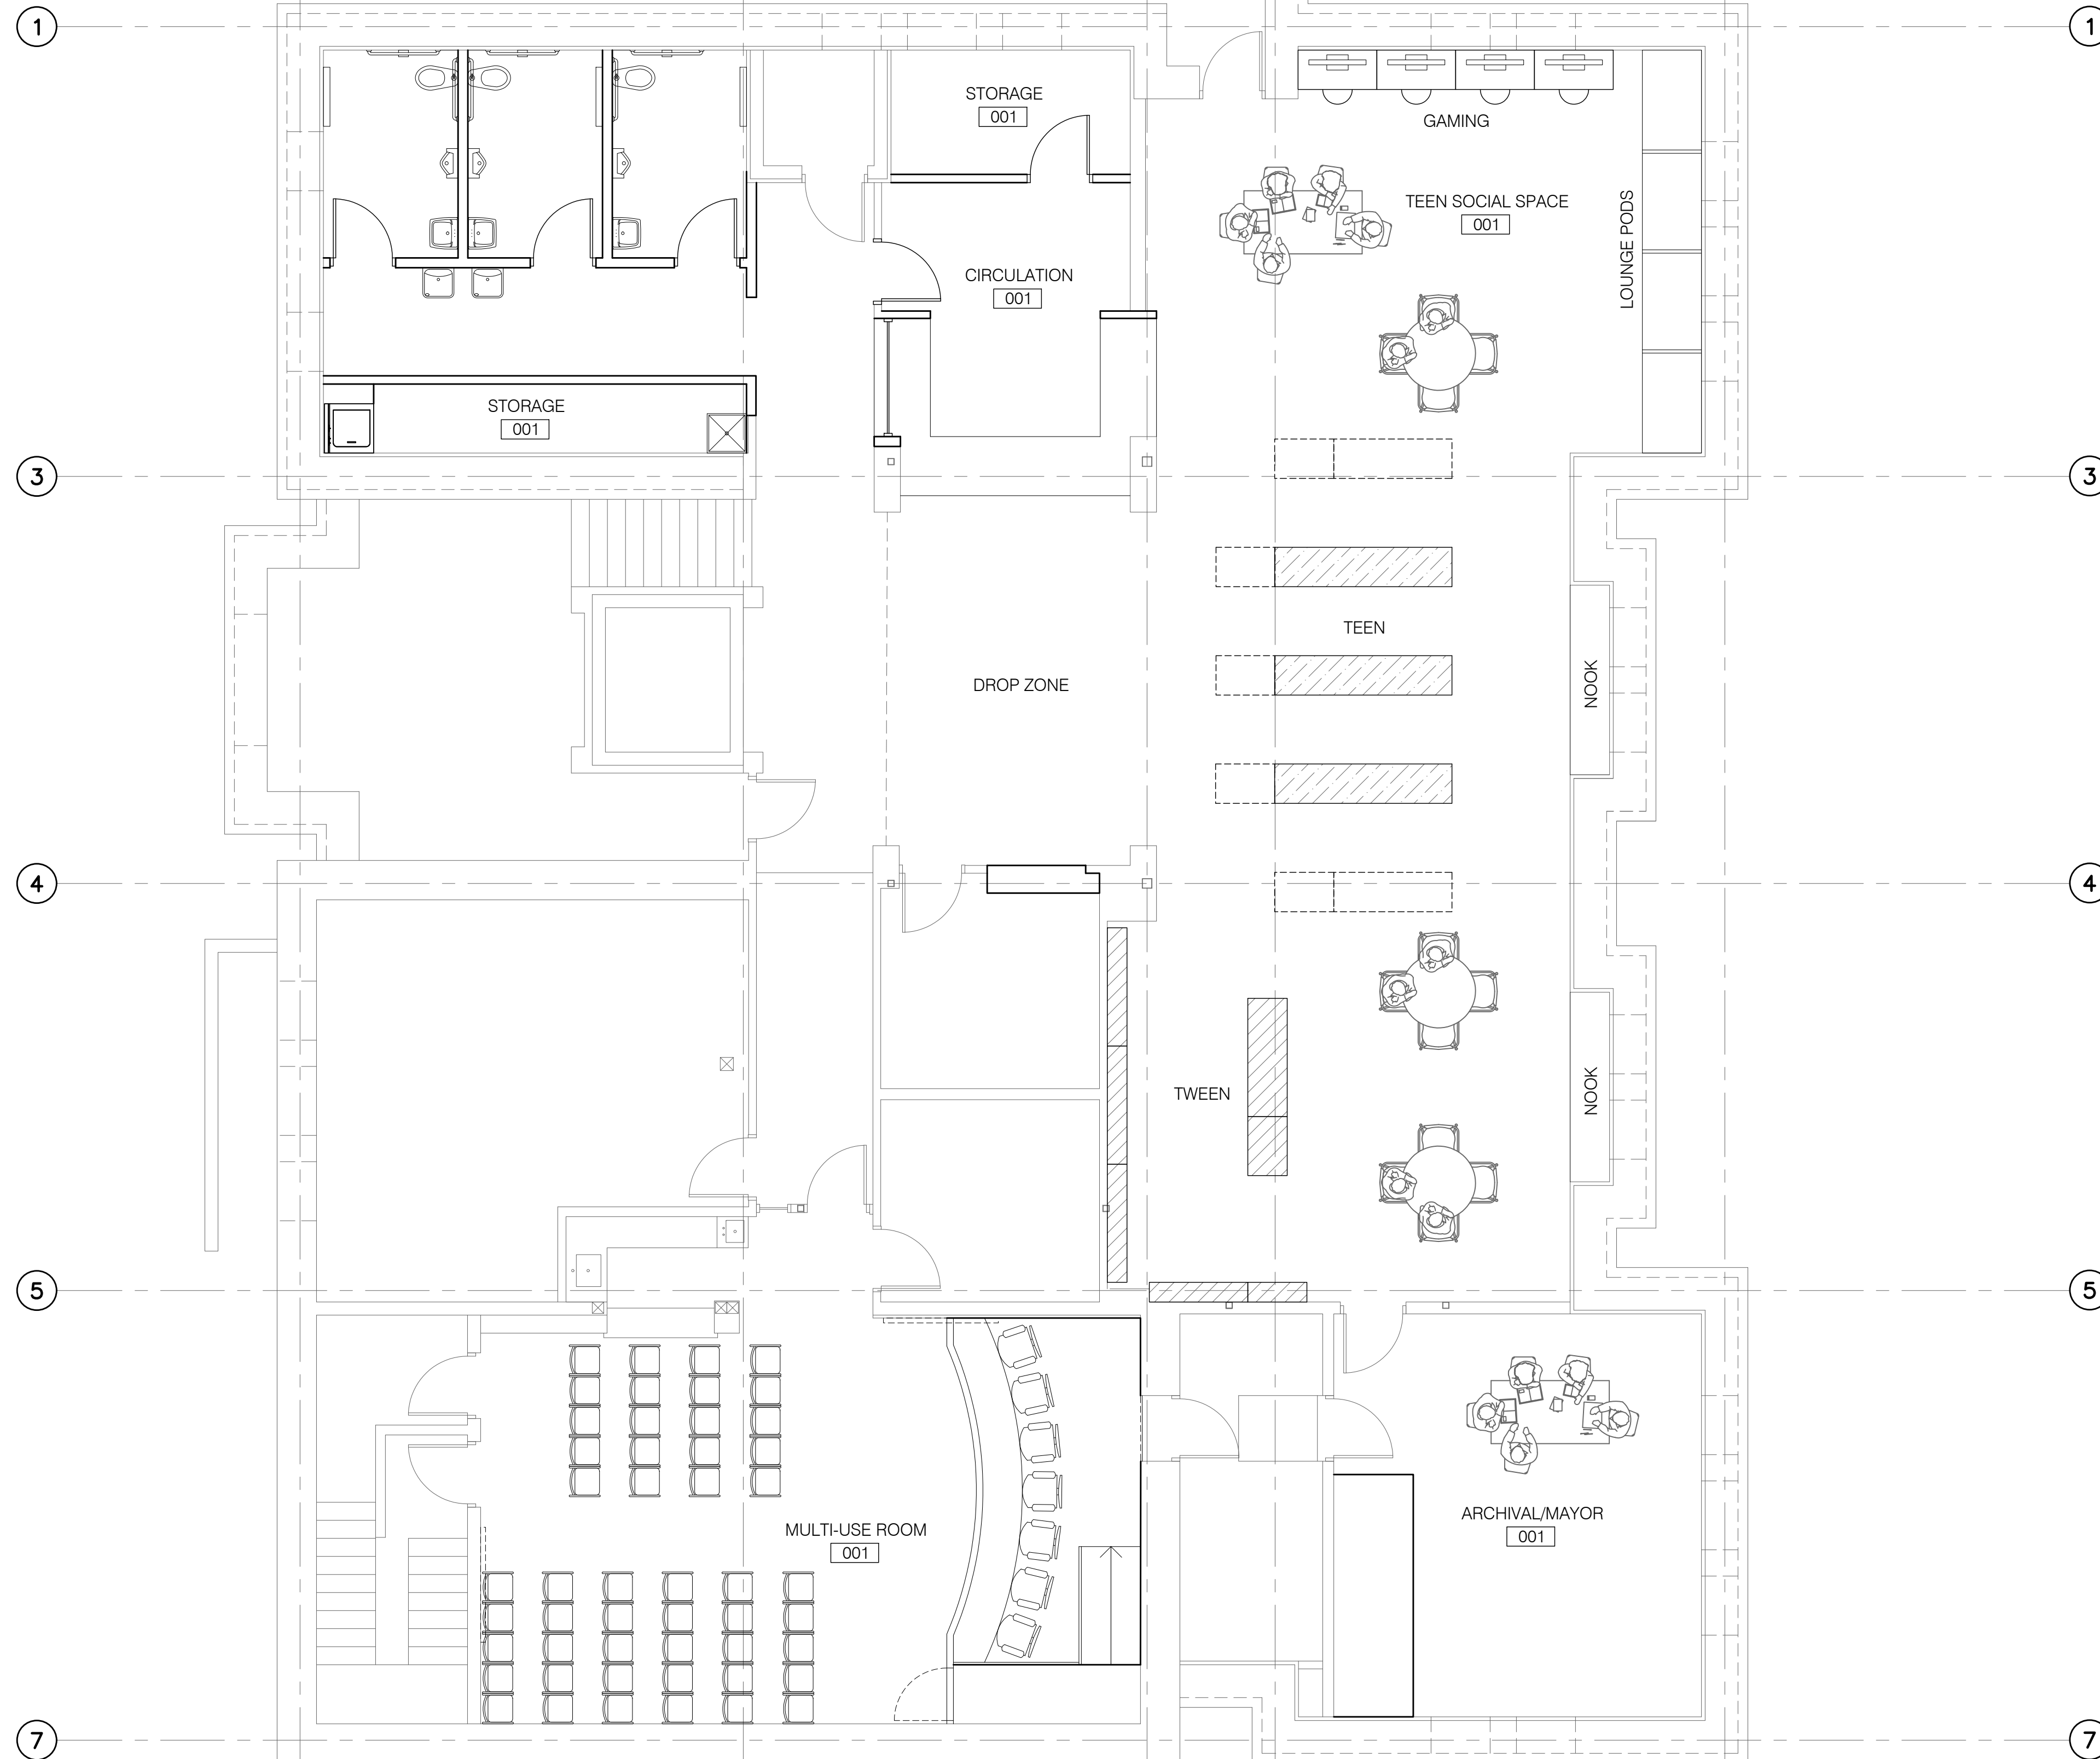 1
1
STORAGE
001
GAMING
TEEN SOCIAL SPACE
001
LOUNGE PODS
CIRCULATION
001
STORAGE
001
3
3
TEEN
DROP ZONE
NOOK
4
4
TWEEN
NOOK
5
5
MULTI-USE ROOM
001
ARCHIVAL/MAYOR
001
7
7